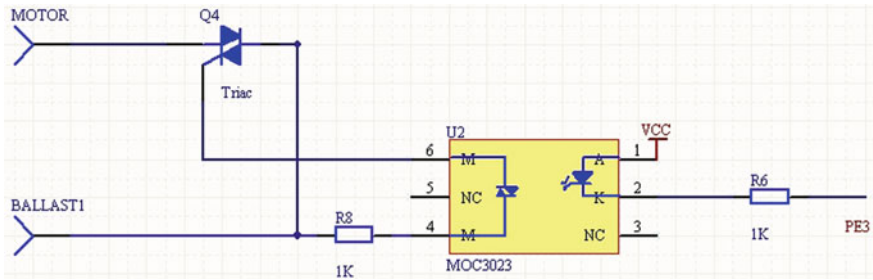 MOTOR
Q4
Triac
U2
VCC
6
M
A
1
5
NC
K
2
R6
BALLAST1
R8
4
M
NC
3
1K
PE3
1K
MOC3023